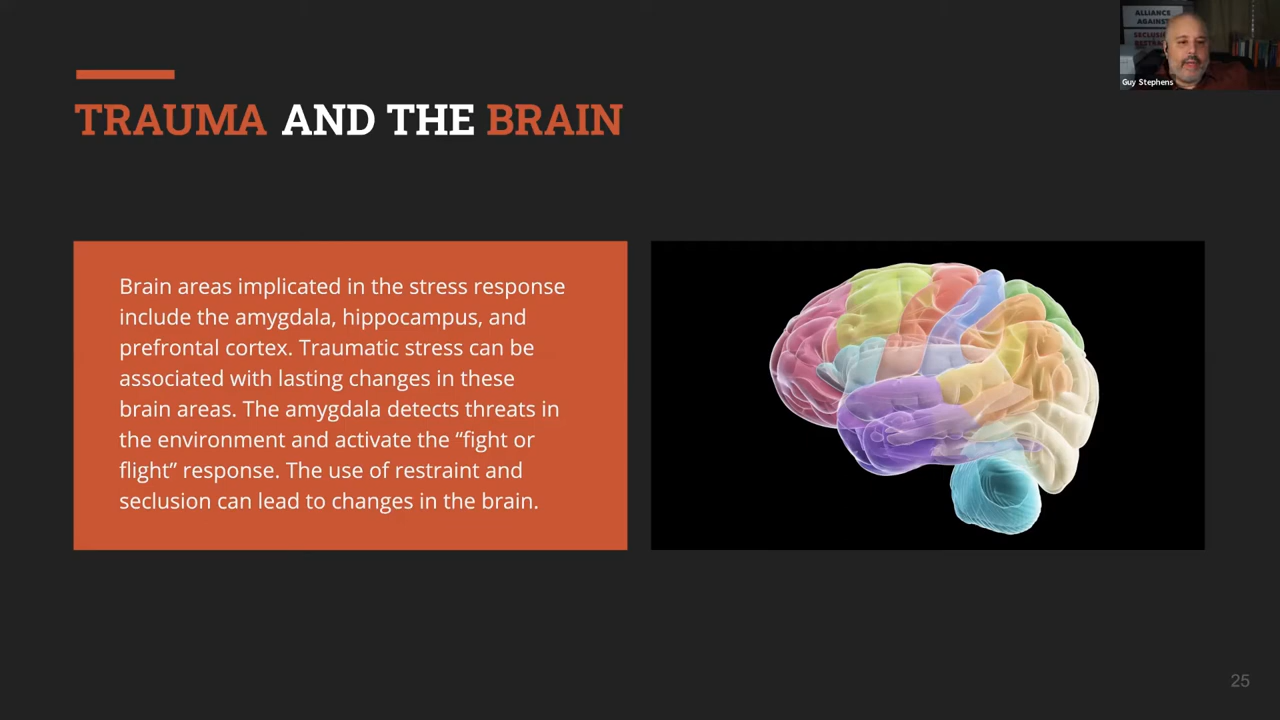 ALLIANCE
AGAINST
Guy Stephens
TRAUMA AND THE BRAIN
Brain areas implicated in the stress response
include the amygdala, hippocampus, and
prefrontal cortex. Traumatic stress can be
associated with lasting changes in these
brain areas. The amygdala detects threats in
the environment and activate the “fight or
flight” response. The use of restraint and
seclusion can lead to changes in the brain.
25